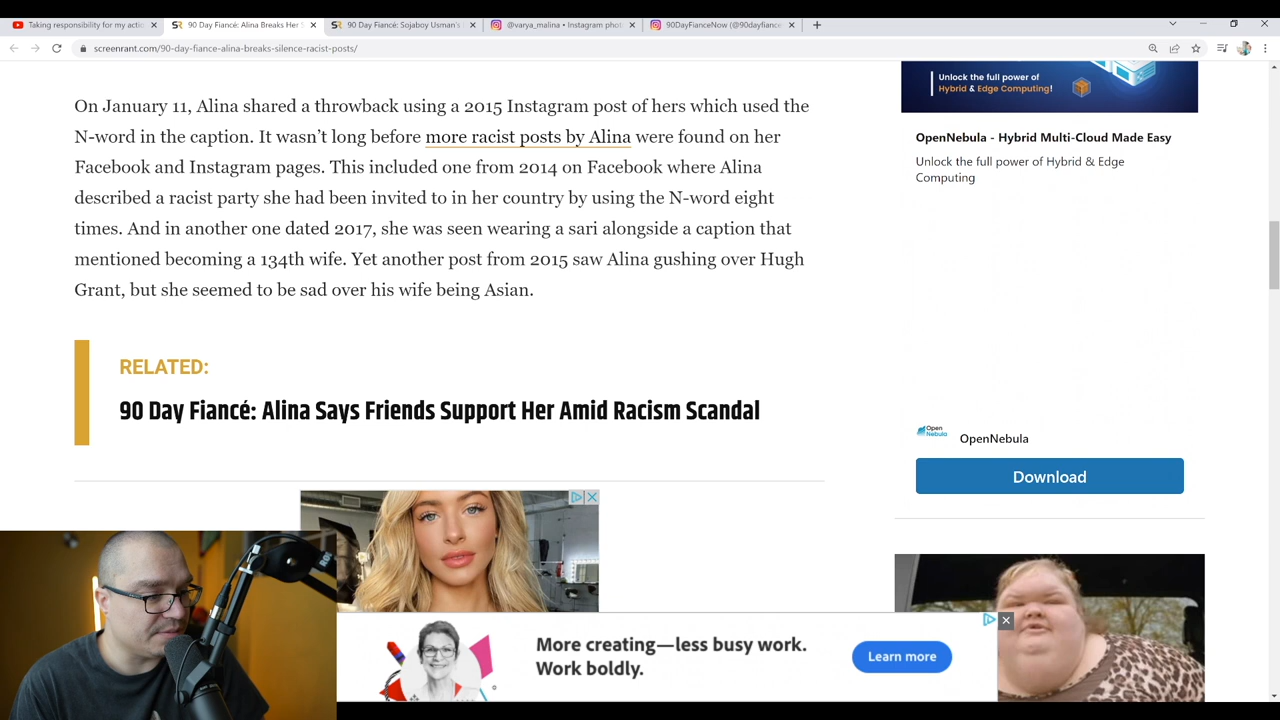 Taking responsibility for my actio
90 Day Fiancé: Alina Breaks Her S
90 Day Fiancé: Sojaboy Usman's
@varya_malina • Instagram phot
90DayFianceNow (@90dayfiance
screenrant.com/90-day-fiance-alina-breaks-silence-racist-posts/
On January 11, Alina shared a throwback using a 2015 Instagram post of hers which used the
N-word in the caption. It wasn’t long before more racist posts by Alina were found on her
Facebook and Instagram pages. This included one from 2014 on Facebook where Alina
described a racist party she had been invited to in her country by using the N-word eight
times. And in another one dated 2017, she was seen wearing a sari alongside a caption that
mentioned becoming a 134th wife. Yet another post from 2015 saw Alina gushing over Hugh
Grant, but she seemed to be sad over his wife being Asian.
RELATED:
90 Day Fiancé: Alina Says Friends Support Her Amid Racism Scandal
Unlock the full power of
Hybrid & Edge Computing!
OpenNebula - Hybrid Multi-Cloud Made Easy
Unlock the full power of Hybrid & Edge
Computing
Open
Nebula
OpenNebula
Download
More creating—less busy work.
Work boldly.
Learn more